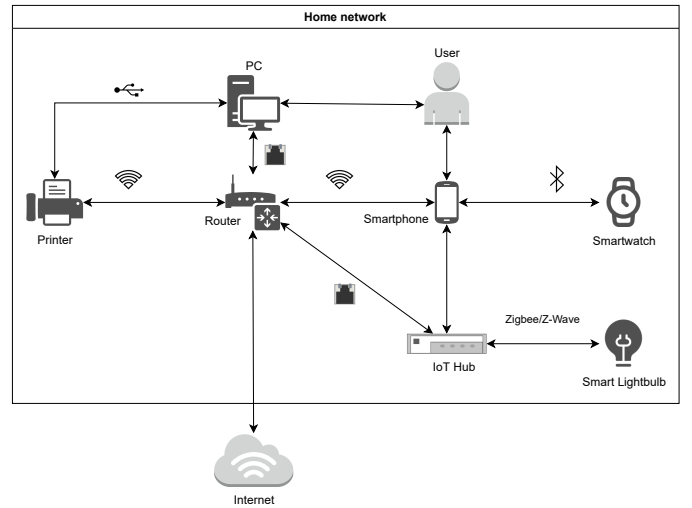 Home network
PC
User
Router
Smartphone
Printer
Smartwatch
Zigbee/Z-Wave
IoT Hub
Smart Lightbulb
Internet